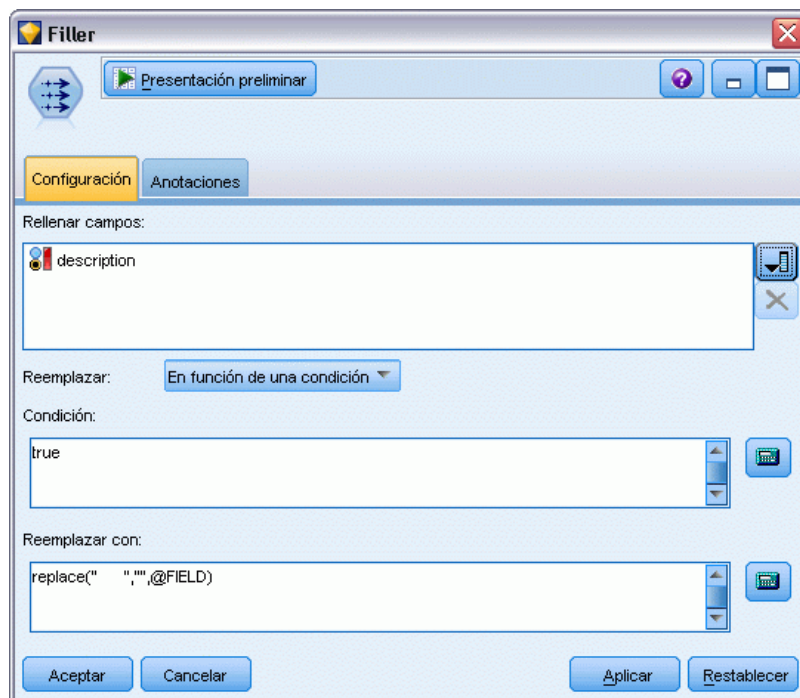 Filler
Presentación preliminar
?
Configuración
Anotaciones
Rellenar campos:
description
Reemplazar:
En función de una condición
Condición:
true
Reemplazar con:
replace("      ","",@FIELD)
Aceptar
Cancelar
Aplicar
Restablecer